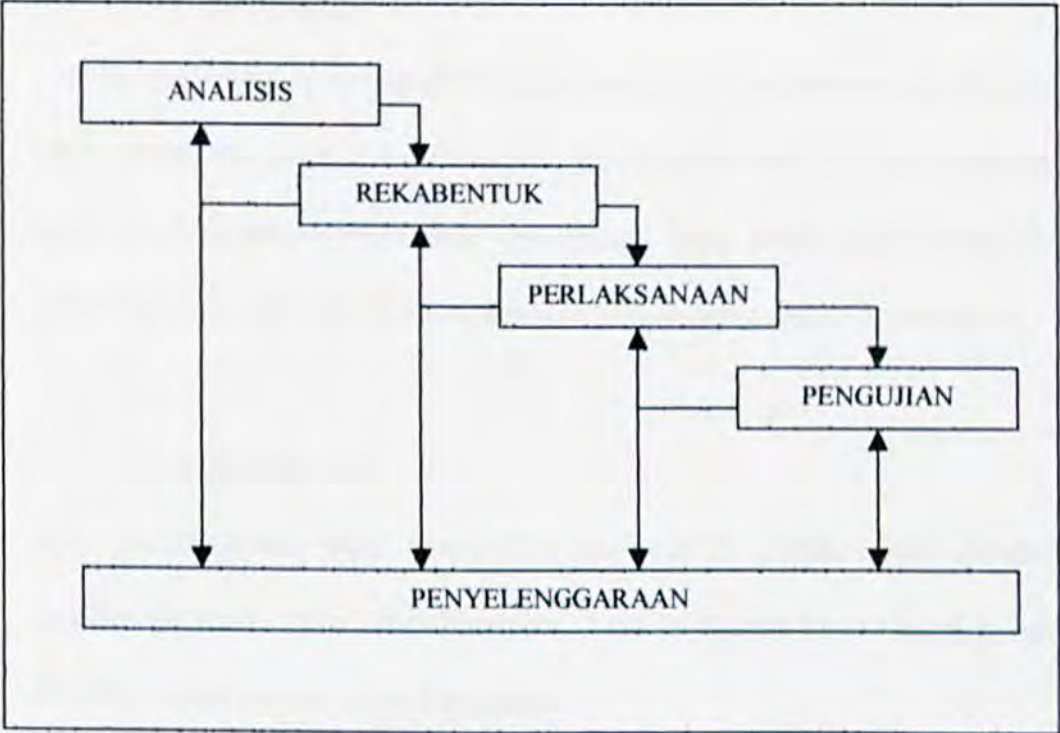 ANALISIS
REKABENTUK
PERLAKSANAAN
PENGUJIAN
PENYELENGGARAAN